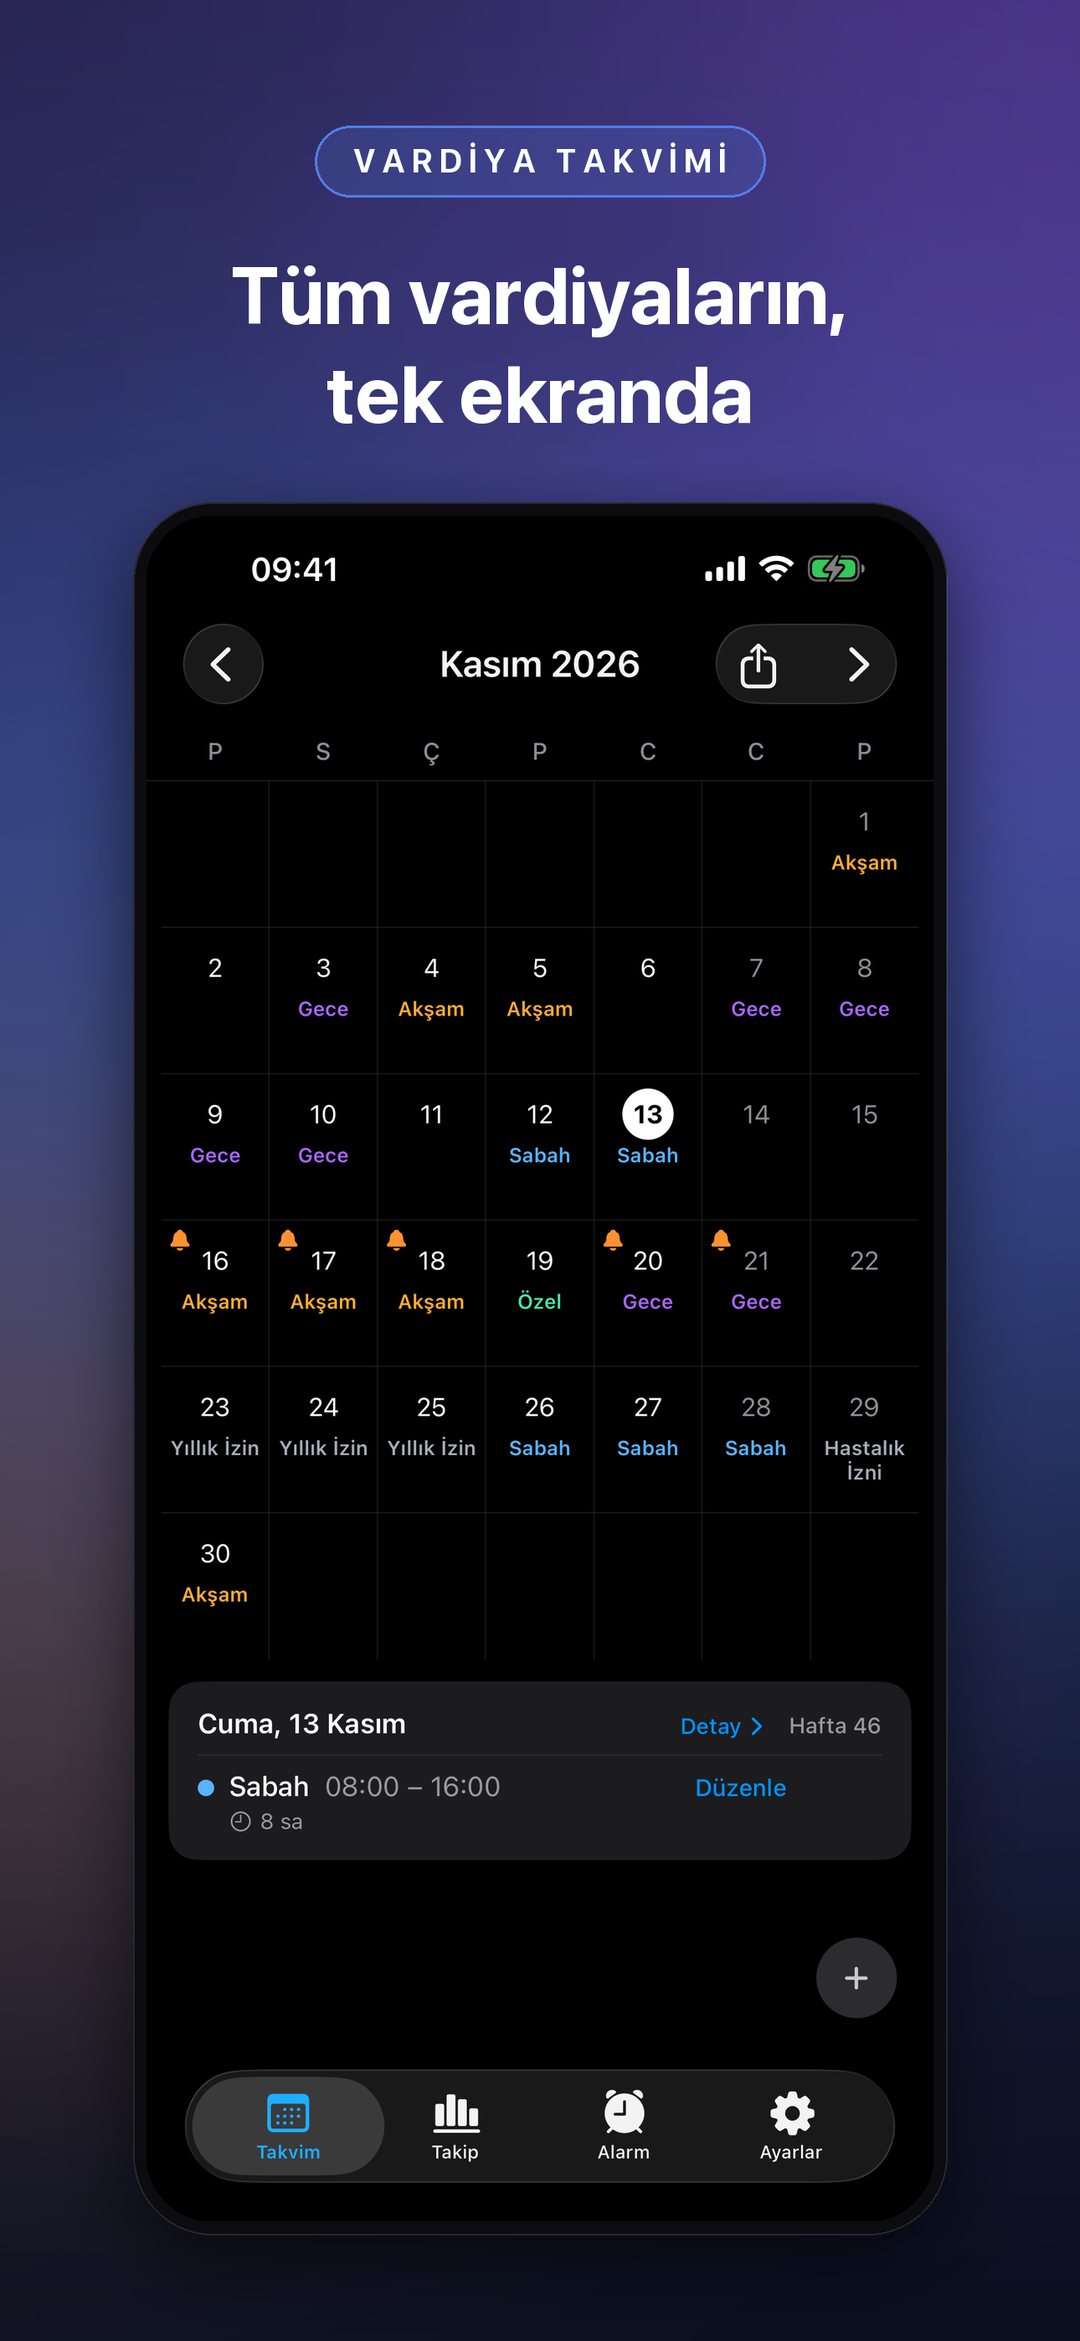 VARDİYA TAKVİMİ
Tüm vardiyaların,
tek ekranda
09:41
Kasım 2026
P S Ç P C C P
1
Akşam
2 3 4 5 6 7 8
Gece Akşam Akşam Gece Gece
9 10 11 12 13 14 15
Gece Gece Sabah Sabah
16 17 18 19 20 21 22
Akşam Akşam Akşam Özel Gece Gece
23 24 25 26 27 28 29
Yıllık İzin Yıllık İzin Yıllık İzin Sabah Sabah Sabah Hastalık
İzni
30
Akşam
Cuma, 13 Kasım Detay Hafta 46
Sabah 08:00 – 16:00 Düzenle
8 sa
Takvim Takip Alarm Ayarlar